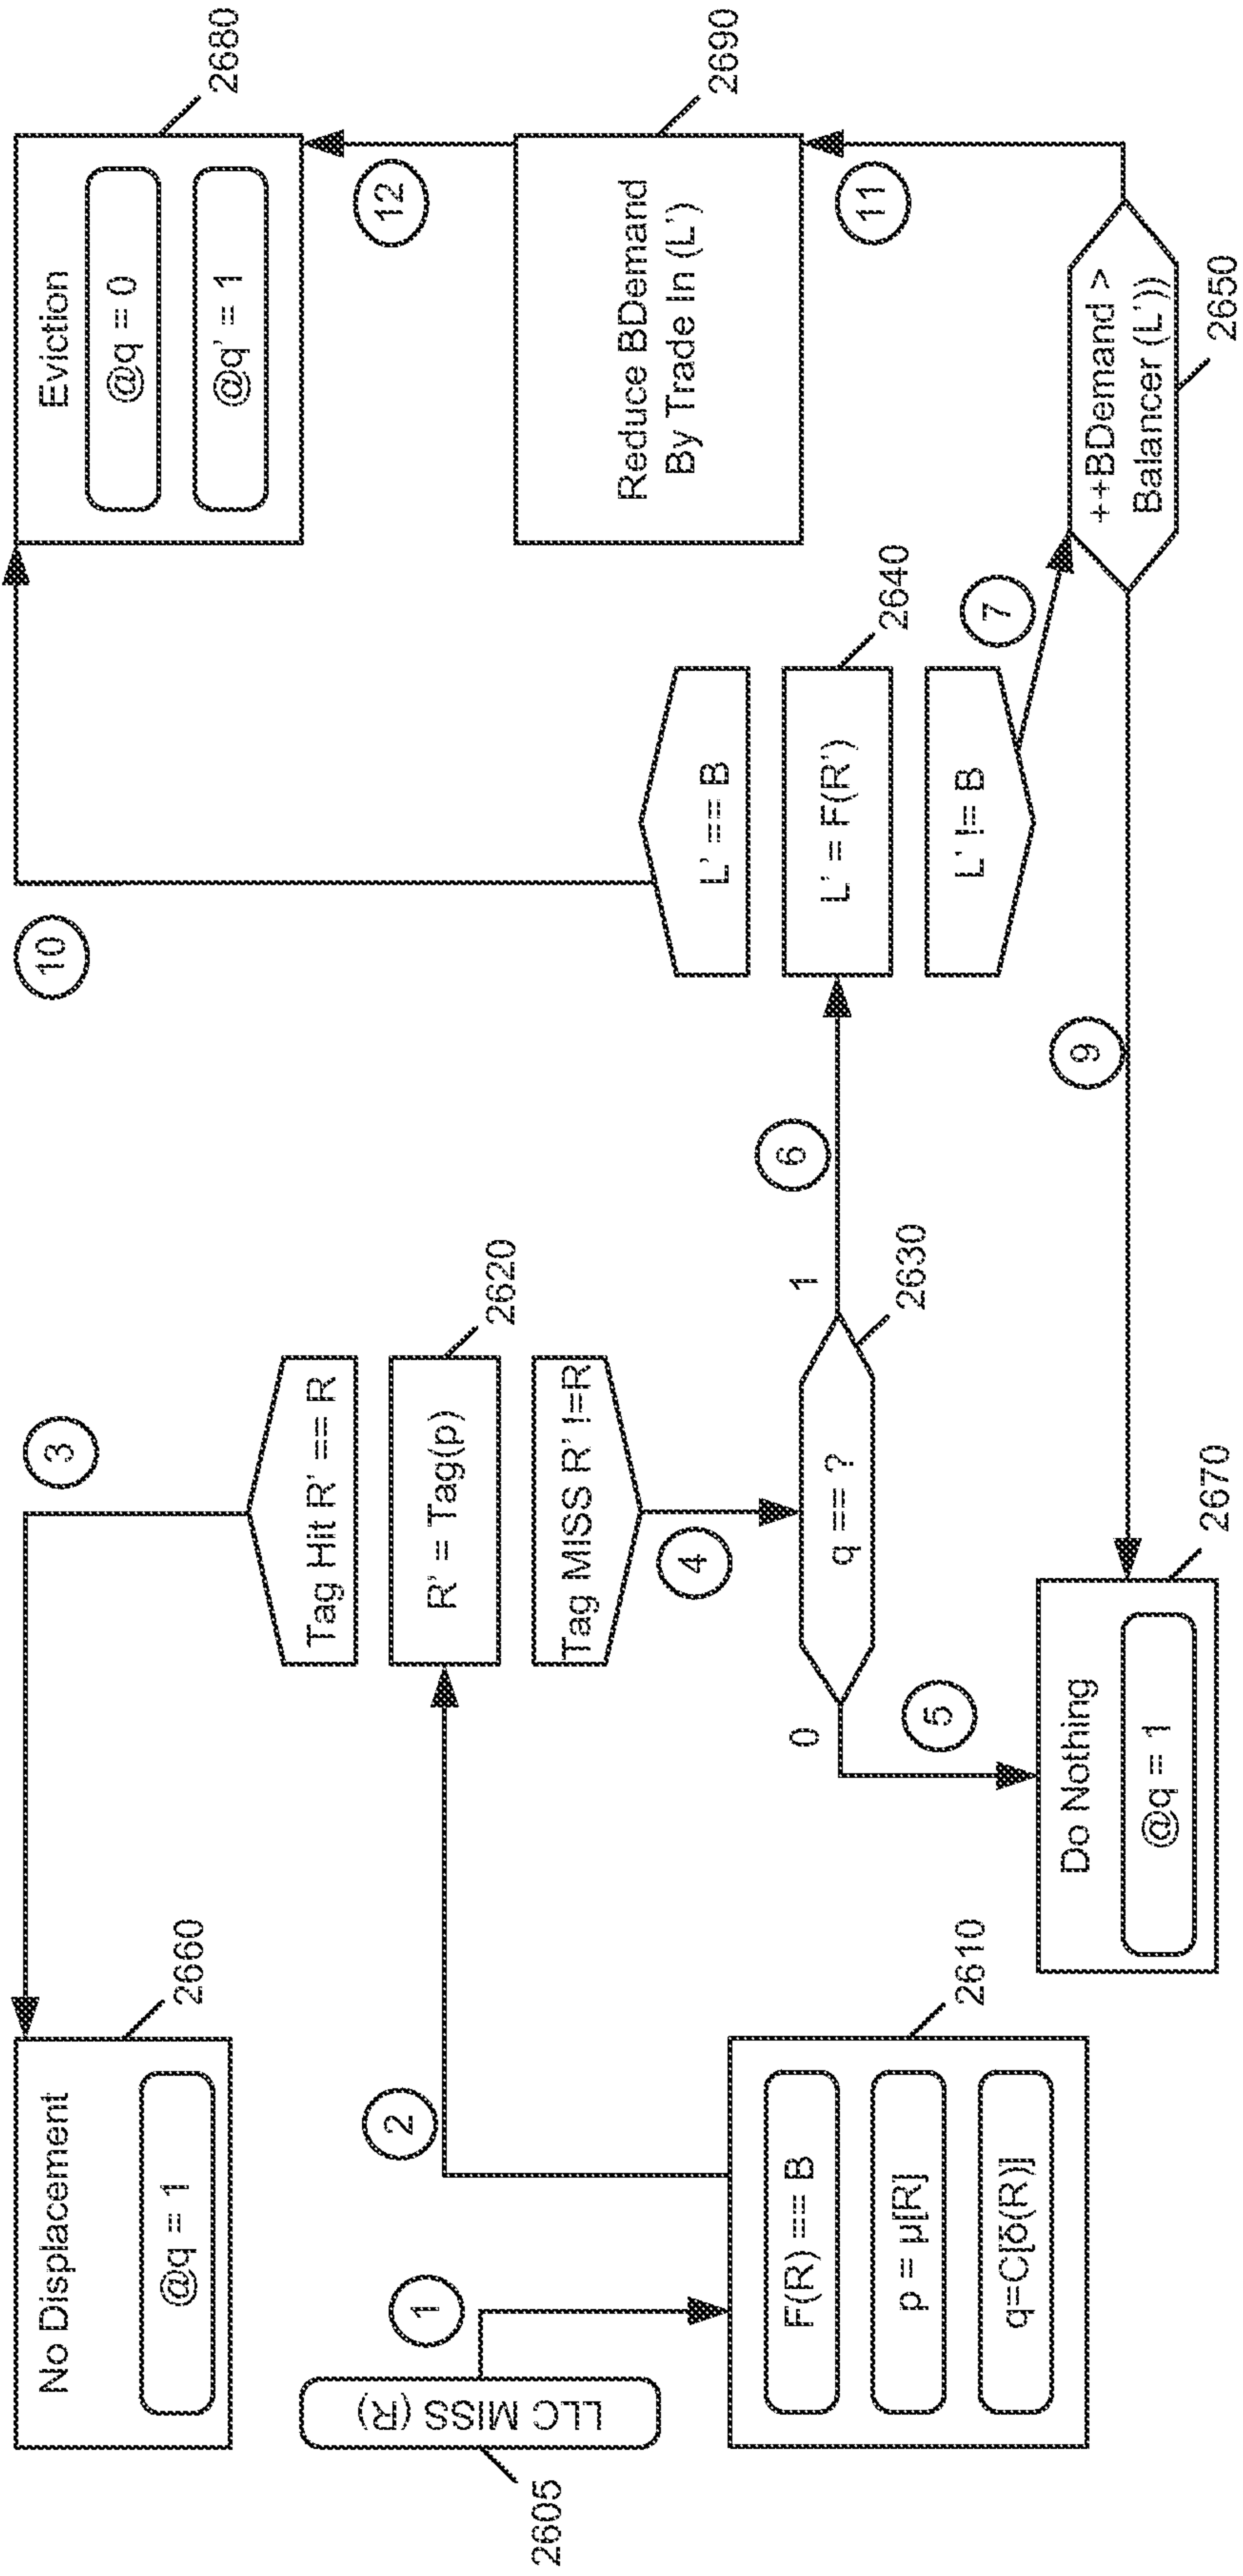 No Displacement
@q = 1
2660
LLC MISS (R)
2605
1
F(R) == B
p = µ[R]
q=C[δ(R)]
2610
2
3
Tag Hit R' == R
R' = Tag(p)
2620
Tag MISS R' !=R
4
q == ?
0
1
2630
5
Do Nothing
@q = 1
2670
6
L' == B
L' = F(R')
2640
L' != B
7
++BDemand >
Balancer (L'))
2650
9
10
11
Reduce BDemand
By Trade In (L')
2690
12
Eviction
@q = 0
@q' = 1
2680